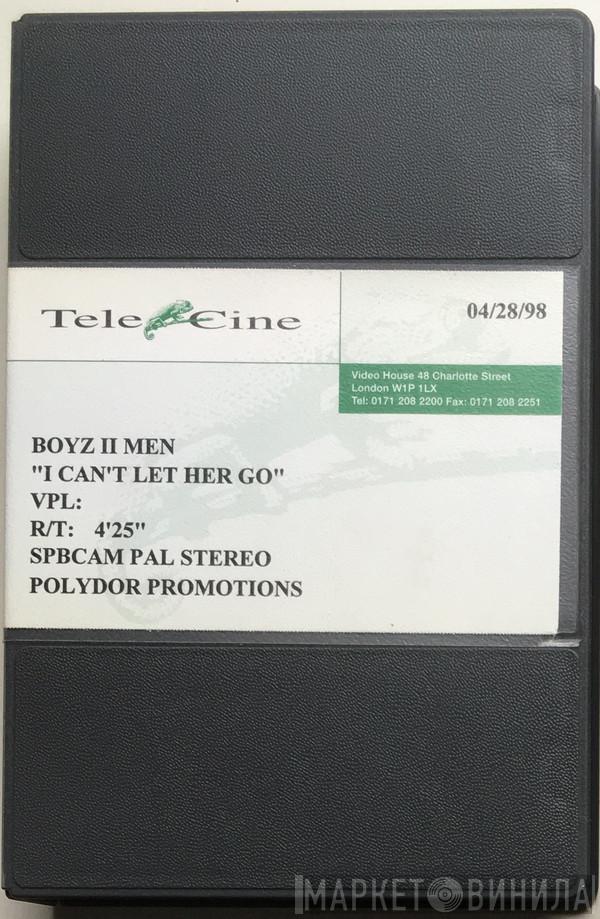 Tele Cine
04/28/98
Video House 48 Charlotte Street
London W1P 1LX
Tel: 0171 208 2200 Fax: 0171 208 2251
BOYZ II MEN
"I CAN'T LET HER GO"
VPL:
R/T: 4'25"
SPBCAM PAL STEREO
POLYDOR PROMOTIONS
МАРКЕТ ВИНИЛА